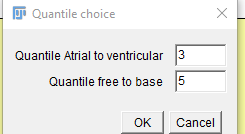 Quantile choice
Quantile Atrial to ventricular 3
Quantile free to base 5
OK Cancel